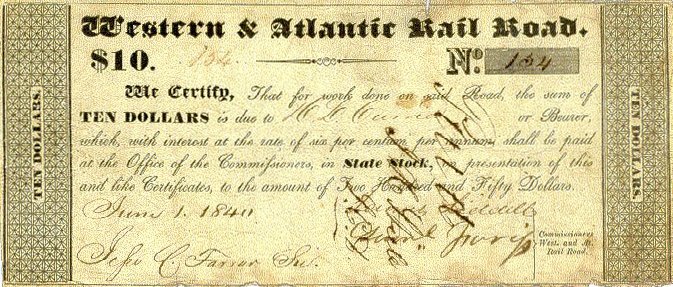 Western & Atlantic Rail Road.
$10. 154 No. 154
We Certify, That for work done on said Road, the sum of
TEN DOLLARS is due to or Bearer,
which, with interest at the rate of six per centum per annum, shall be paid
at the Office of the Commissioners, in State Stock, on presentation of this
and like Certificates, to the amount of Two Hundred and Fifty Dollars.
June 1. 1840
Commissioners
West. and At.
Rail Road.
TEN DOLLARS.
TEN DOLLARS.